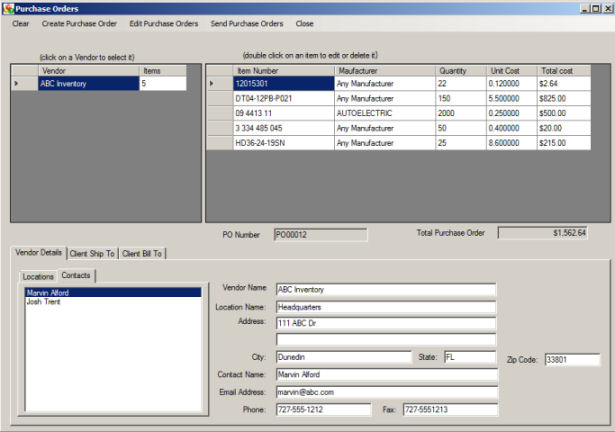 Purchase Orders
Clear Create Purchase Order Edit Purchase Orders Send Purchase Orders Close
(click on a Vendor to select it) (double click on an item to edit or delete it)
Vendor Items
ABC Inventory 5
Item Number Maufacturer Quantity Unit Cost Total cost
12015301 Any Manufacturer 22 0.120000 $2.64
DT04-12PB-P021 Any Manufacturer 150 5.500000 $825.00
09 4413 11 AUTOELECTRIC 2000 0.250000 $500.00
3 334 485 045 Any Manufacturer 50 0.400000 $20.00
HD36-24-19SN Any Manufacturer 25 8.600000 $215.00
PO Number PO00012 Total Purchase Order $1,562.64
Vendor Details Client Ship To Client Bill To
Locations Contacts
Marvin Alford
Josh Trent
Vendor Name ABC Inventory
Location Name: Headquarters
Address: 111 ABC Dr
City: Dunedin State: FL Zip Code: 33801
Contact Name: Marvin Alford
Email Address: marvin@abc.com
Phone: 727-555-1212 Fax: 727-5551213